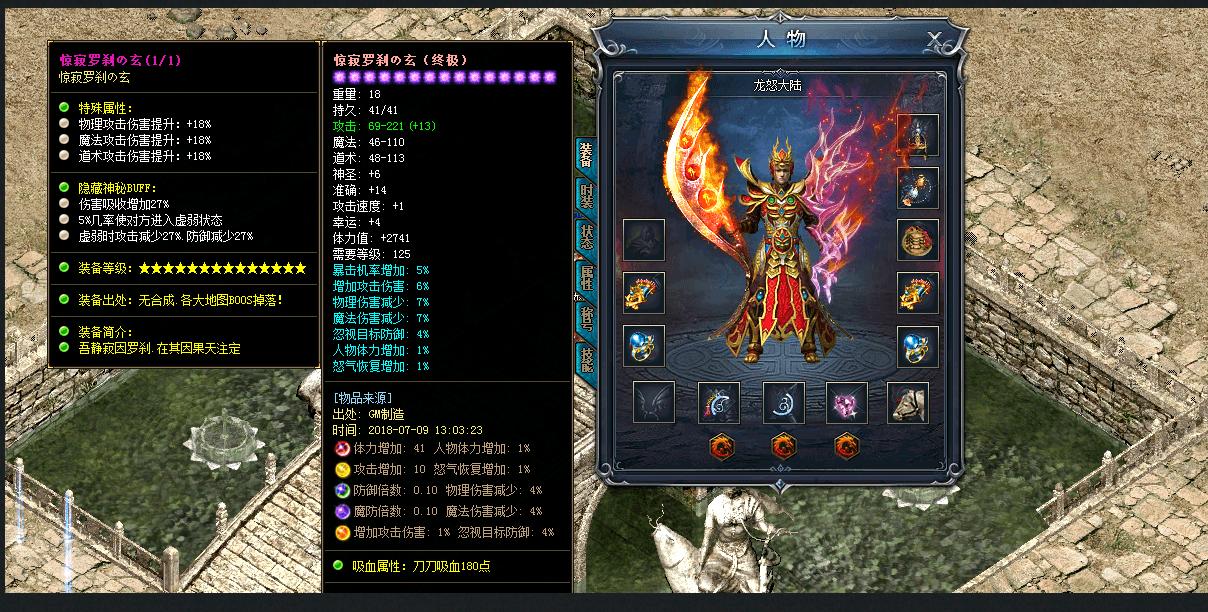 惊寂罗刹の玄(1/1)
惊寂罗刹の玄
特殊属性:
物理攻击伤害提升: +18%
魔法攻击伤害提升: +18%
道术攻击伤害提升: +18%
隐藏神秘BUFF:
伤害吸收增加27%
5%几率使对方进入虚弱状态
虚弱时攻击减少27%.防御减少27%
装备等级: ★★★★★★★★★★★★★★
装备出处: 无合成.各大地图BOOS掉落!
装备简介:
吾静寂因罗刹.在其因果天注定
惊寂罗刹の玄 (终极)
重量: 18
持久: 41/41
攻击: 69-221 (+13)
魔法: 46-110
道术: 48-113
神圣: +6
准确: +14
攻击速度: +1
幸运: +4
体力值: +2741
需要等级: 125
暴击机率增加: 5%
增加攻击伤害: 6%
物理伤害减少: 7%
魔法伤害减少: 7%
忽视目标防御: 4%
人物体力增加: 1%
怒气恢复增加: 1%
[物品来源]
出处: GM制造
时间: 2018-07-09 13:03:23
体力增加: 41 人物体力增加: 1%
攻击增加: 10 怒气恢复增加: 1%
防御倍数: 0.10 物理伤害减少: 4%
魔防倍数: 0.10 魔法伤害减少: 4%
增加攻击伤害: 1% 忽视目标防御: 4%
吸血属性: 刀刀吸血180点
人物
龙怒大陆
装备
时装
状态
属性
称号
技能